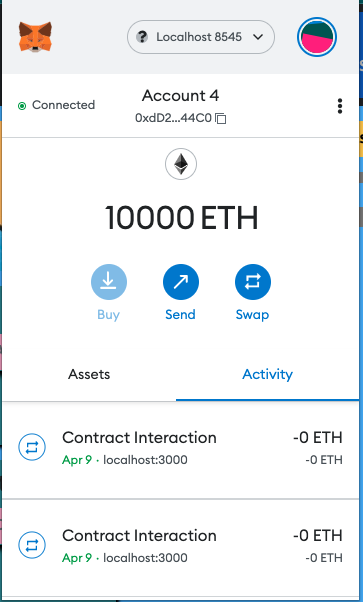 ? Localhost 8545
Connected
Account 4
0xdD2...44C0
10000 ETH
Buy Send Swap
Assets Activity
Contract Interaction -0 ETH
Apr 9 · localhost:3000 -0 ETH
Contract Interaction -0 ETH
Apr 9 · localhost:3000 -0 ETH